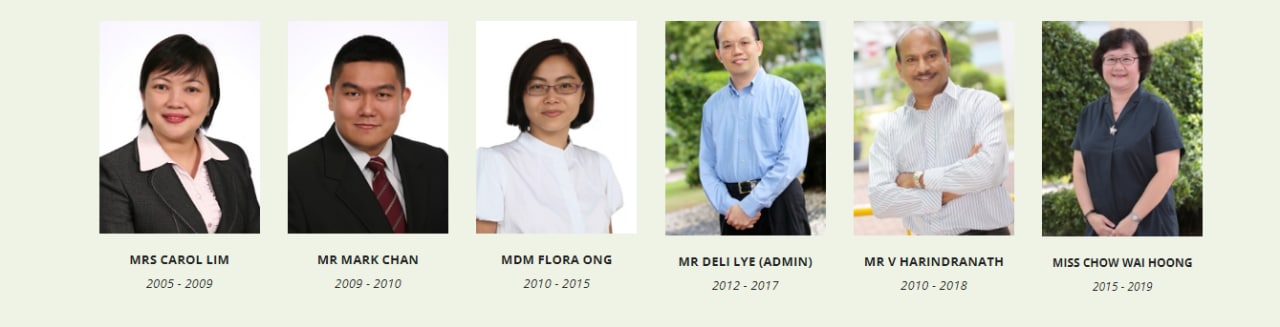 MRS CAROL LIM
2005 - 2009
MR MARK CHAN
2009 - 2010
MDM FLORA ONG
2010 - 2015
MR DELI LYE (ADMIN)
2012 - 2017
MR V HARINDRANATH
2010 - 2018
MISS CHOW WAI HOONG
2015 - 2019